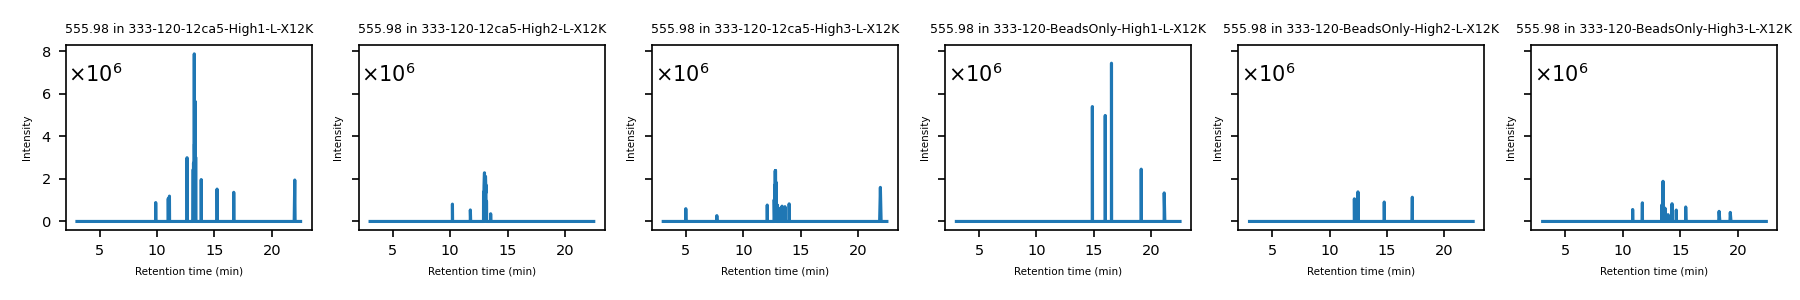 555.98 in 333-120-12ca5-High1-L-X12K
555.98 in 333-120-12ca5-High2-L-X12K
555.98 in 333-120-12ca5-High3-L-X12K
555.98 in 333-120-BeadsOnly-High1-L-X12K
555.98 in 333-120-BeadsOnly-High2-L-X12K
555.98 in 333-120-BeadsOnly-High3-L-X12K
8
6
4
2
0
×10⁶
×10⁶
×10⁶
×10⁶
×10⁶
×10⁶
Intensity
Intensity
Intensity
Intensity
Intensity
Intensity
5 10 15 20
5 10 15 20
5 10 15 20
5 10 15 20
5 10 15 20
5 10 15 20
Retention time (min)
Retention time (min)
Retention time (min)
Retention time (min)
Retention time (min)
Retention time (min)